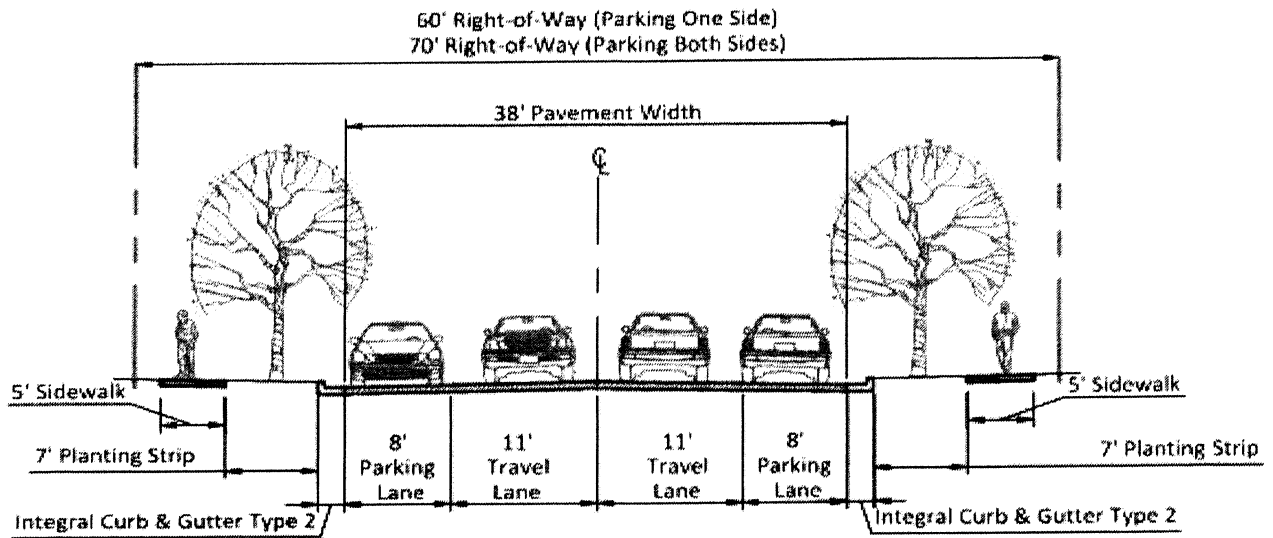 60' Right-of-Way (Parking One Side)
70' Right-of-Way (Parking Both Sides)
38' Pavement Width
℄
5' Sidewalk
5' Sidewalk
7' Planting Strip
8'
Parking
Lane
11'
Travel
Lane
11'
Travel
Lane
8'
Parking
Lane
7' Planting Strip
Integral Curb & Gutter Type 2
Integral Curb & Gutter Type 2